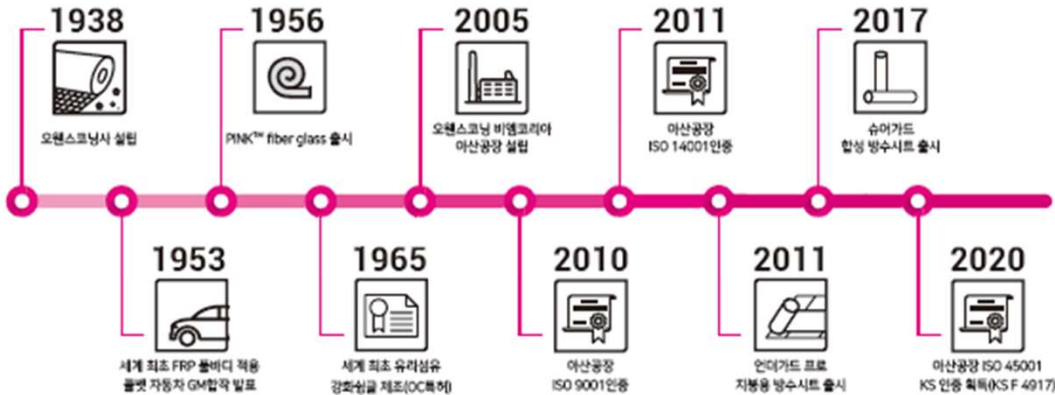 1938
오웬스코닝사 설립
1956
PINK™ fiber glass 출시
2005
오웬스코닝 비엠코리아
아산공장 설립
2011
아산공장
ISO 14001인증
2017
슈어가드
합성 방수시트 출시
1953
세계 최초 FRP 풀바디 적용
콜벳 자동차 GM합작 발표
1965
세계 최초 유리섬유
강화슁글 제조(OC특허)
2010
아산공장
ISO 9001인증
2011
언더가드 프로
지붕용 방수시트 출시
2020
아산공장 ISO 45001
KS 인증 획득(KS F 4917)